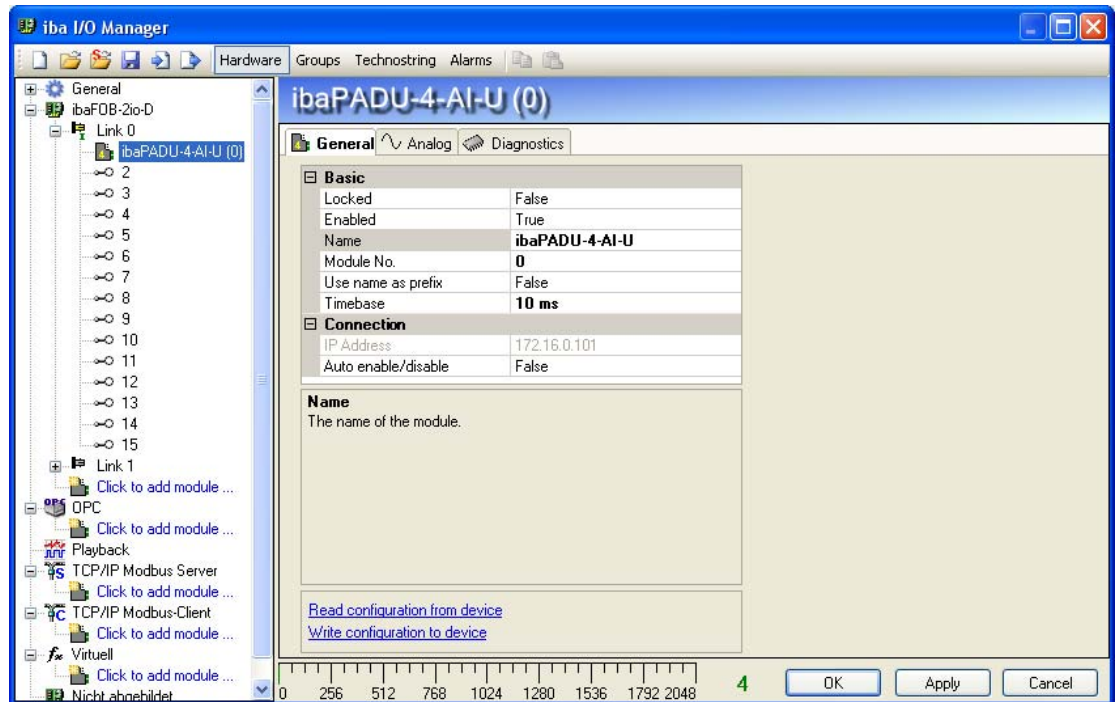 iba I/O Manager
Hardware Groups Technostring Alarms
General
ibaFOB-2io-D
Link 0
ibaPADU-4-AI-U (0)
2
3
4
5
6
7
8
9
10
11
12
13
14
15
Link 1
Click to add module ...
OPC
Click to add module ...
Playback
TCP/IP Modbus Server
Click to add module ...
TCP/IP Modbus-Client
Click to add module ...
Virtuell
Click to add module ...
Nicht abgebildet
ibaPADU-4-AI-U (0)
General Analog Diagnostics
Basic
Locked False
Enabled True
Name ibaPADU-4-AI-U
Module No. 0
Use name as prefix False
Timebase 10 ms
Connection
IP Address 172.16.0.101
Auto enable/disable False
Name
The name of the module.
Read configuration from device
Write configuration to device
0 256 512 768 1024 1280 1536 1792 2048
4
OK Apply Cancel